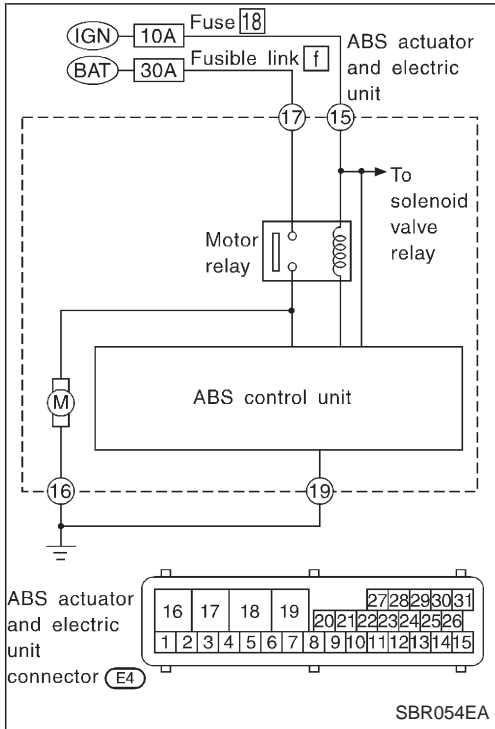 IGN 10A Fuse 18
BAT 30A Fusible link f
ABS actuator
and electric
unit
17 15
To
solenoid
valve
relay
Motor
relay
ABS control unit
M
16 19
ABS actuator
and electric
unit
connector E4
16 17 18 19
27 28 29 30 31
20 21 22 23 24 25 26
1 2 3 4 5 6 7 8 9 10 11 12 13 14 15
SBR054EA